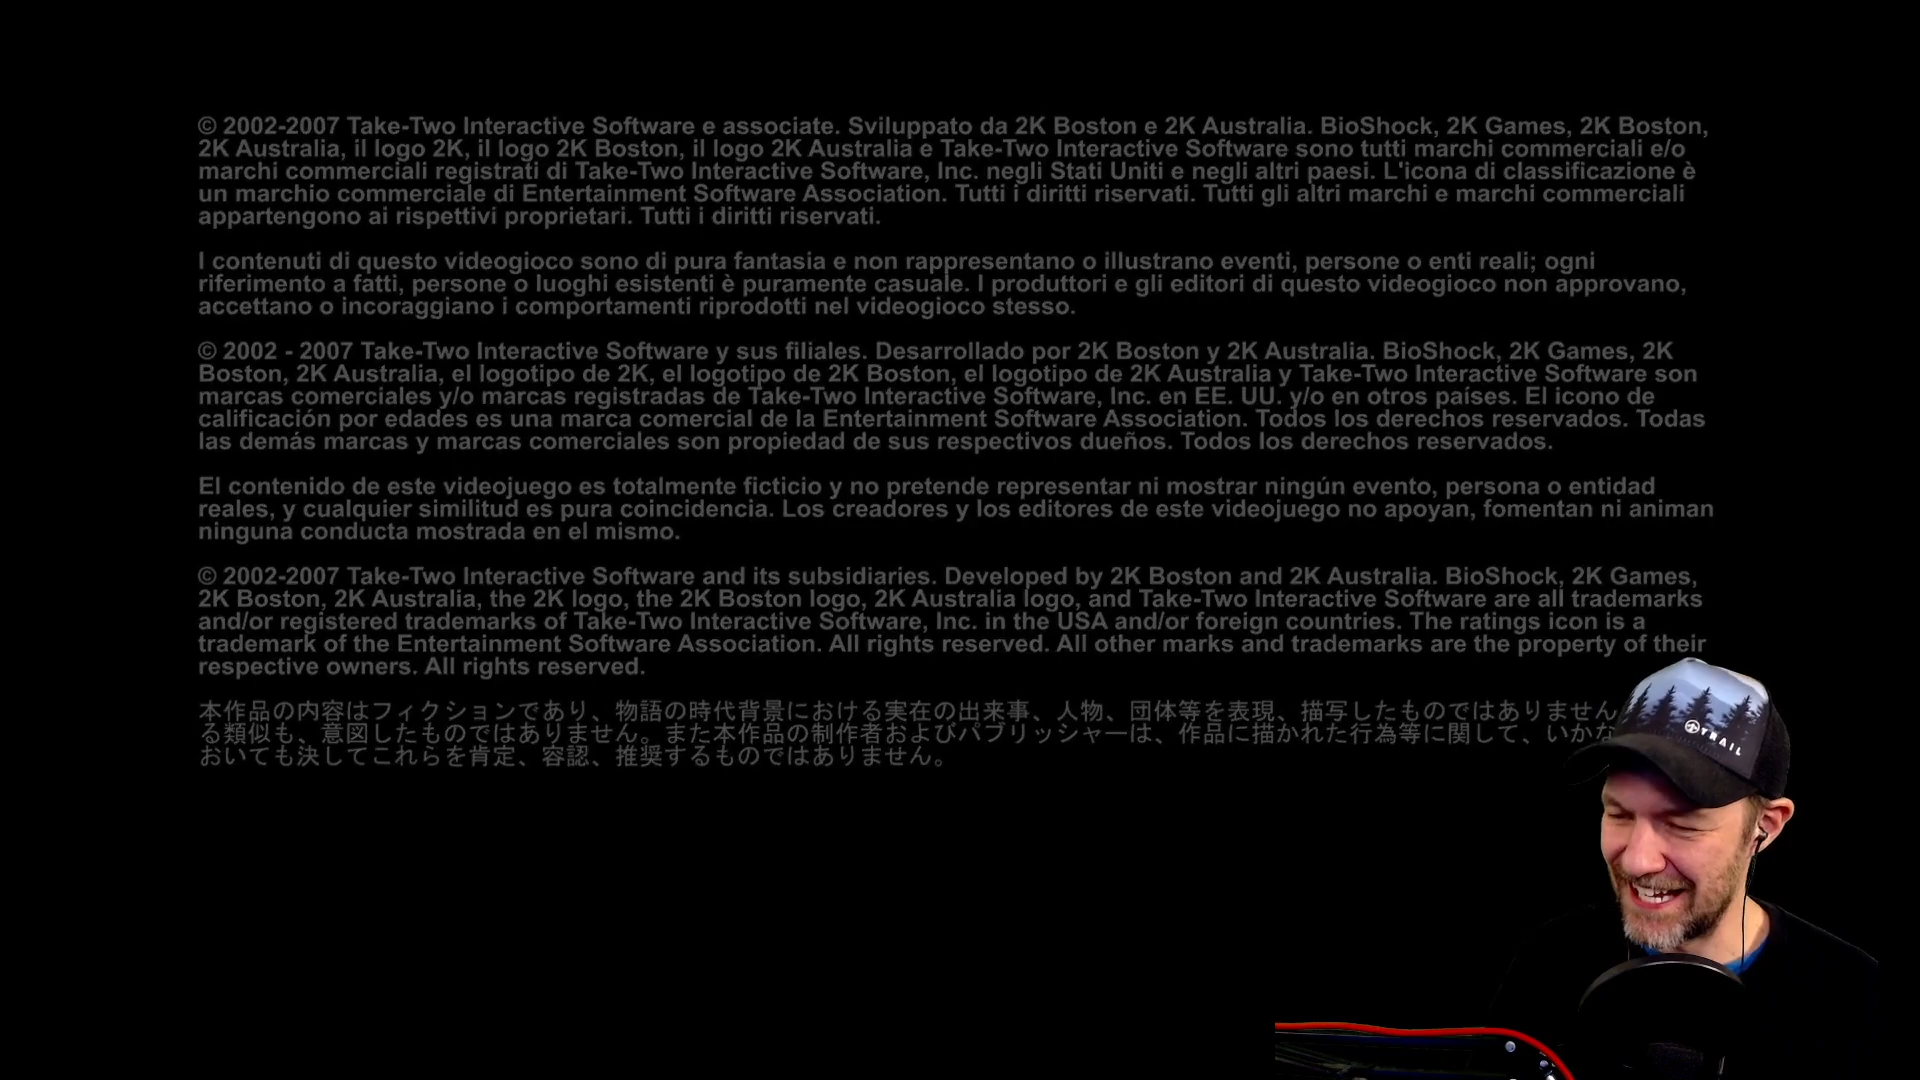 © 2002-2007 Take-Two Interactive Software e associate. Sviluppato da 2K Boston e 2K Australia. BioShock, 2K Games, 2K Boston,
2K Australia, il logo 2K, il logo 2K Boston, il logo 2K Australia e Take-Two Interactive Software sono tutti marchi commerciali e/o
marchi commerciali registrati di Take-Two Interactive Software, Inc. negli Stati Uniti e negli altri paesi. L'icona di classificazione è
un marchio commerciale di Entertainment Software Association. Tutti i diritti riservati. Tutti gli altri marchi e marchi commerciali
appartengono ai rispettivi proprietari. Tutti i diritti riservati.
I contenuti di questo videogioco sono di pura fantasia e non rappresentano o illustrano eventi, persone o enti reali; ogni
riferimento a fatti, persone o luoghi esistenti è puramente casuale. I produttori e gli editori di questo videogioco non approvano,
accettano o incoraggiano i comportamenti riprodotti nel videogioco stesso.
© 2002 - 2007 Take-Two Interactive Software y sus filiales. Desarrollado por 2K Boston y 2K Australia. BioShock, 2K Games, 2K
Boston, 2K Australia, el logotipo de 2K, el logotipo de 2K Boston, el logotipo de 2K Australia y Take-Two Interactive Software son
marcas comerciales y/o marcas registradas de Take-Two Interactive Software, Inc. en EE. UU. y/o en otros países. El icono de
calificación por edades es una marca comercial de la Entertainment Software Association. Todos los derechos reservados. Todas
las demás marcas y marcas comerciales son propiedad de sus respectivos dueños. Todos los derechos reservados.
El contenido de este videojuego es totalmente ficticio y no pretende representar ni mostrar ningún evento, persona o entidad
reales, y cualquier similitud es pura coincidencia. Los creadores y los editores de este videojuego no apoyan, fomentan ni animan
ninguna conducta mostrada en el mismo.
© 2002-2007 Take-Two Interactive Software and its subsidiaries. Developed by 2K Boston and 2K Australia. BioShock, 2K Games,
2K Boston, 2K Australia, the 2K logo, the 2K Boston logo, 2K Australia logo, and Take-Two Interactive Software are all trademarks
and/or registered trademarks of Take-Two Interactive Software, Inc. in the USA and/or foreign countries. The ratings icon is a
trademark of the Entertainment Software Association. All rights reserved. All other marks and trademarks are the property of their
respective owners. All rights reserved.
本作品の内容はフィクションであり、物語の時代背景における実在の出来事、人物、団体等を表現、描写したものではありません
る類似も、意図したものではありません。また本作品の制作者およびパブリッシャーは、作品に描かれた行為等に関して、いかな
おいても決してこれらを肯定、容認、推奨するものではありません。
TRAIL